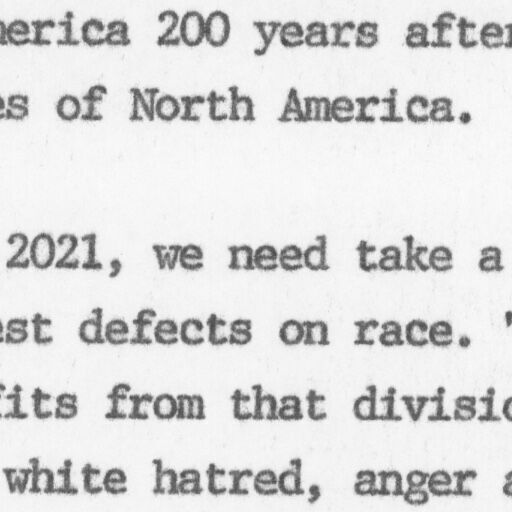 merica 200 years after
es of North America.
2021, we need take a
est defects on race. "
fits from that divisio
white hatred, anger a